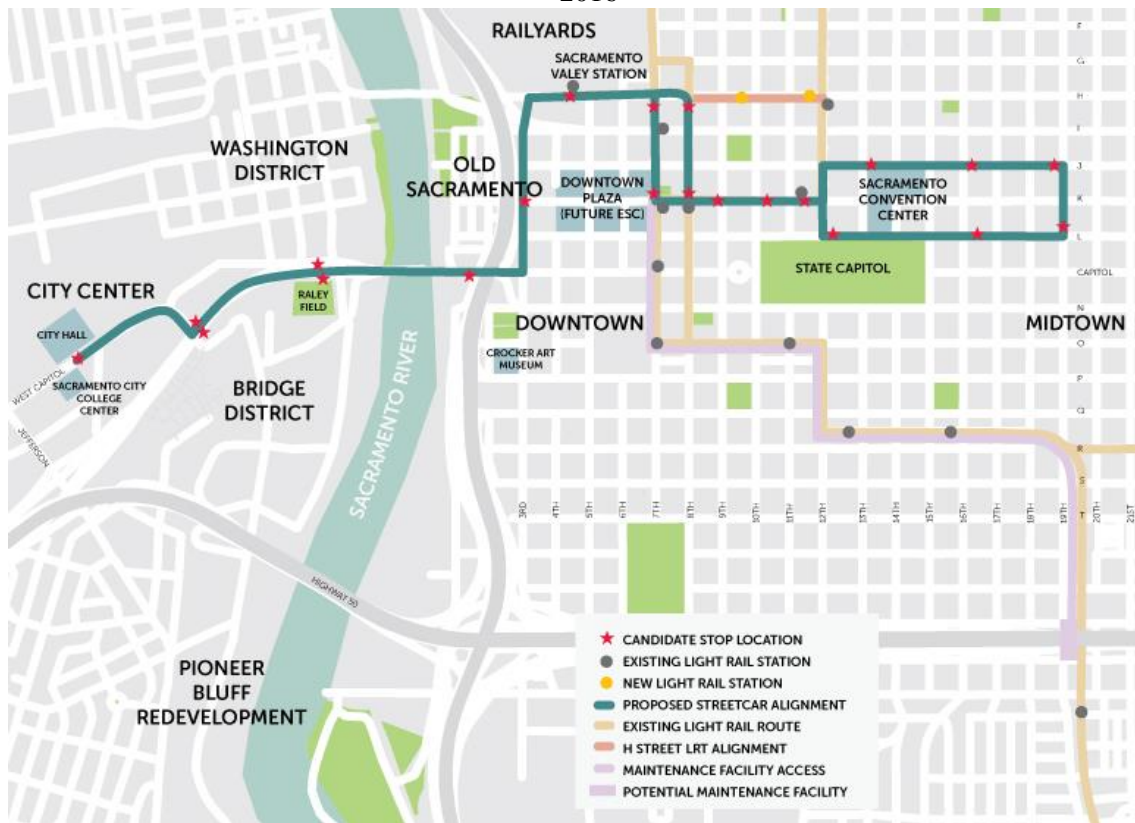 RAILYARDS
SACRAMENTO
VALEY STATION
WASHINGTON
DISTRICT
OLD
SACRAMENTO
DOWNTOWN
PLAZA
(FUTURE ESC)
SACRAMENTO
CONVENTION
CENTER
STATE CAPITOL
CITY CENTER
CITY HALL
RALEY
FIELD
DOWNTOWN
MIDTOWN
CROCKER ART
MUSEUM
WEST CAPITOL
SACRAMENTO CITY
COLLEGE
CENTER
JEFFERSON
BRIDGE
DISTRICT
SACRAMENTO RIVER
F
G
H
I
J
K
L
CAPITOL
N
O
P
Q
R
S
T
3RD
4TH
5TH
6TH
7TH
8TH
9TH
10TH
11TH
12TH
13TH
14TH
15TH
16TH
17TH
18TH
19TH
20TH
21ST
HIGHWAY 50
PIONEER
BLUFF
REDEVELOPMENT
CANDIDATE STOP LOCATION
EXISTING LIGHT RAIL STATION
NEW LIGHT RAIL STATION
PROPOSED STREETCAR ALIGNMENT
EXISTING LIGHT RAIL ROUTE
H STREET LRT ALIGNMENT
MAINTENANCE FACILITY ACCESS
POTENTIAL MAINTENANCE FACILITY